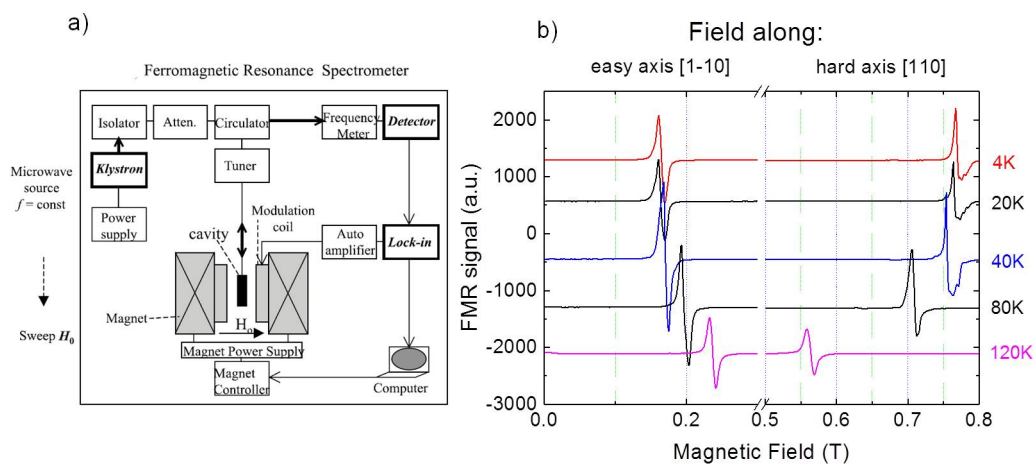 a)
Ferromagnetic Resonance Spectrometer
Isolator
Atten.
Circulator
Frequency
Meter
Detector
Klystron
Tuner
Microwave
source
f = const
Power
supply
Modulation
coil
cavity
Auto
amplifier
Lock-in
Magnet
H₀
Sweep H₀
Magnet Power Supply
Magnet
Controller
Computer
b)
Field along:
easy axis [1-10]
hard axis [110]
FMR signal (a.u.)
2000
1000
0
-1000
-2000
-3000
4K
20K
40K
80K
120K
0.0
0.2
0.5
0.6
0.7
0.8
Magnetic Field (T)